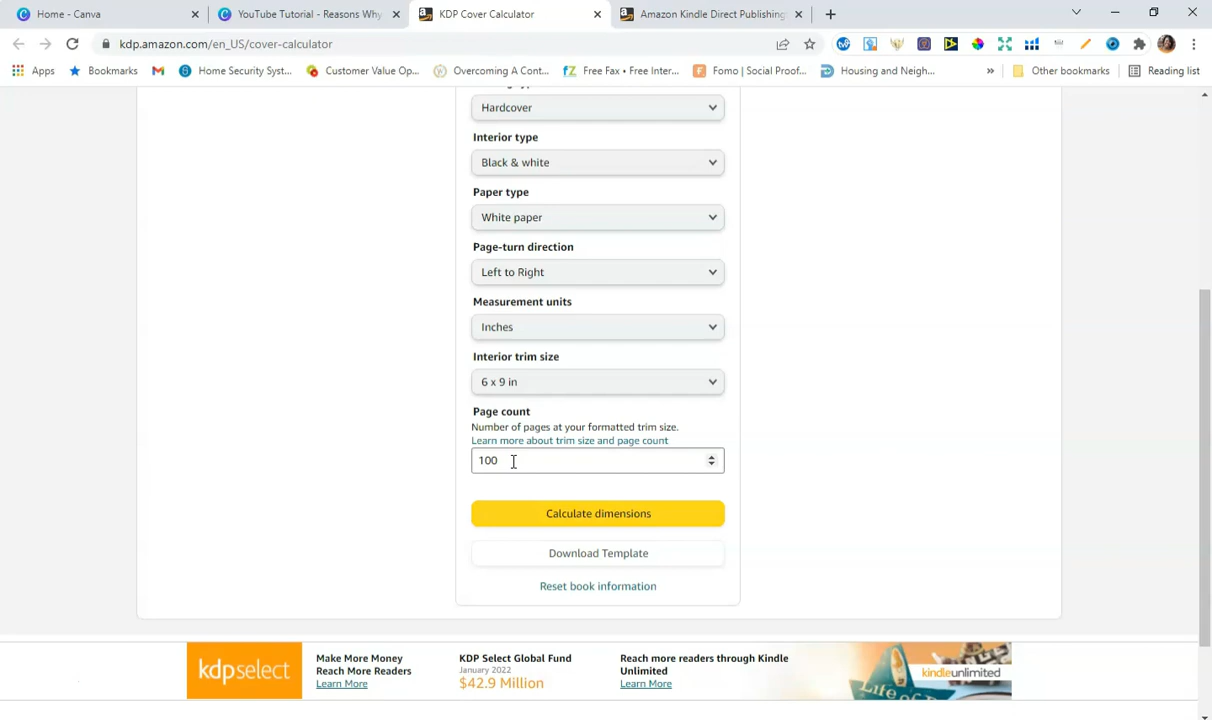 Home - Canva
YouTube Tutorial - Reasons Why
KDP Cover Calculator
Amazon Kindle Direct Publishing
kdp.amazon.com/en_US/cover-calculator
Apps
Bookmarks
Home Security Syst...
Customer Value Op...
Overcoming A Cont...
Free Fax • Free Inter...
Fomo | Social Proof...
Housing and Neigh...
Other bookmarks
Reading list
Hardcover
Interior type
Black & white
Paper type
White paper
Page-turn direction
Left to Right
Measurement units
Inches
Interior trim size
6 x 9 in
Page count
Number of pages at your formatted trim size.
Learn more about trim size and page count
100
Calculate dimensions
Download Template
Reset book information
kdpselect
Make More Money
Reach More Readers
Learn More
KDP Select Global Fund
January 2022
$42.9 Million
Reach more readers through Kindle
Unlimited
Learn More
kindleunlimited